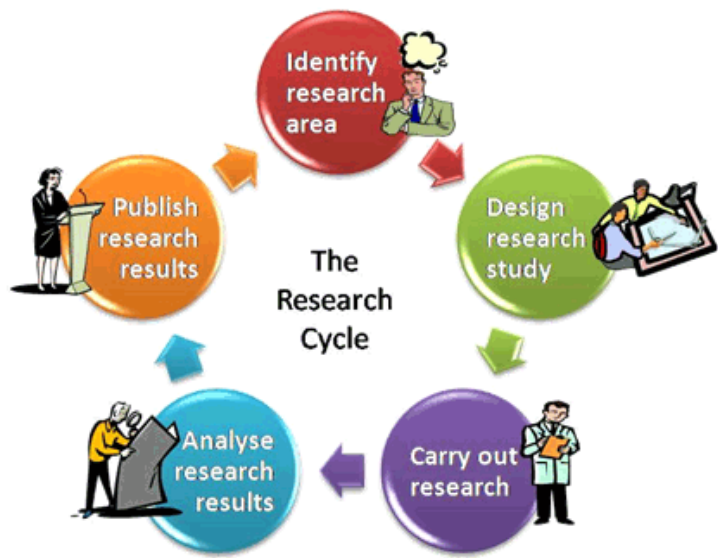 Identify
research
area
Design
research
study
Carry out
research
Analyse
research
results
Publish
research
results
The
Research
Cycle